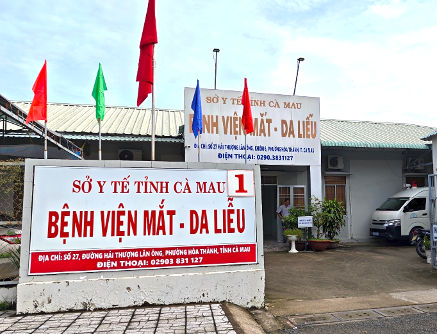 SỞ Y TẾ TỈNH CÀ MAU
BỆNH VIỆN MẮT - DA LIỄU
ĐIỆN THOẠI: 0290.3831127
SỞ Y TẾ TỈNH CÀ MAU 1
BỆNH VIỆN MẮT - DA LIỄU
ĐỊA CHỈ: SỐ 27, ĐƯỜNG HẢI THƯỢNG LÃN ÔNG, PHƯỜNG HÒA THÀNH, TỈNH CÀ MAU
ĐIỆN THOẠI: 02903 831 127